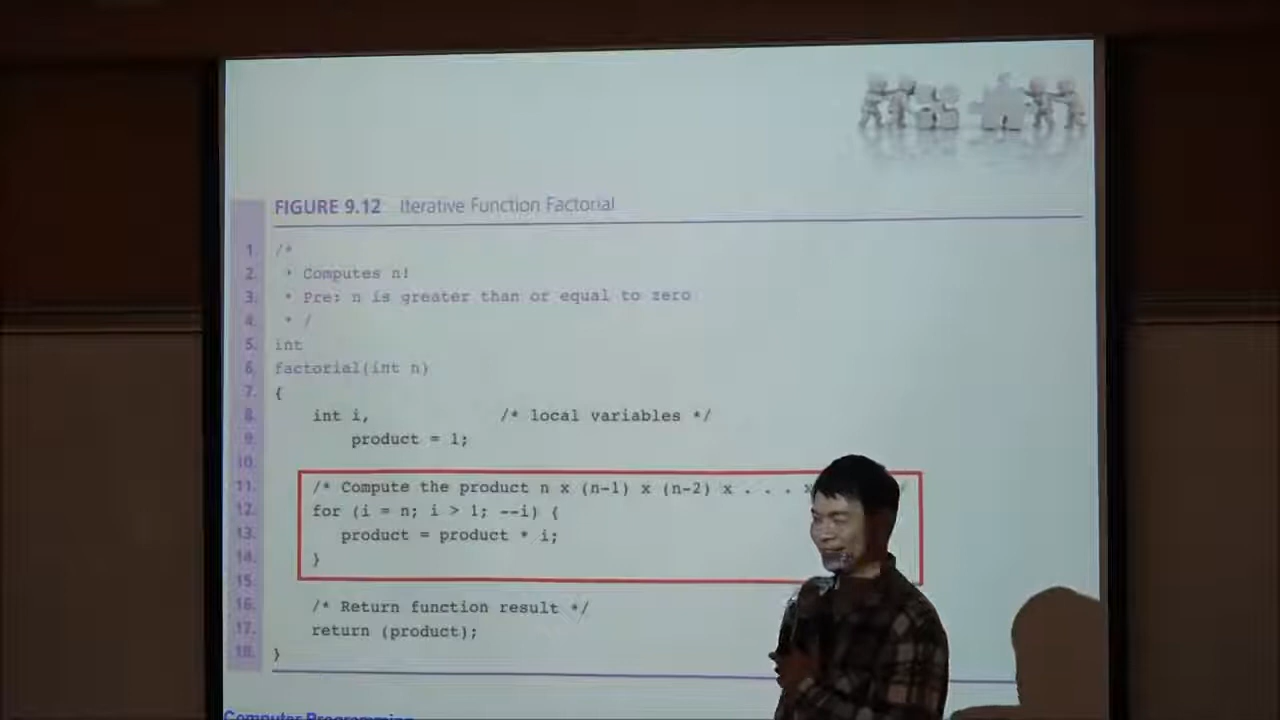 FIGURE 9.12 Iterative Function Factorial
1. /*
2. * Computes n!
3. * Pre: n is greater than or equal to zero
4. */
5. int
6. factorial(int n)
7. {
8. int i, /* local variables */
9. product = 1;
10.
11. /* Compute the product n x (n-1) x (n-2) x . . . x /
12. for (i = n; i > 1; --i) {
13. product = product * i;
14. }
15.
16. /* Return function result */
17. return (product);
18. }
Computer Programming